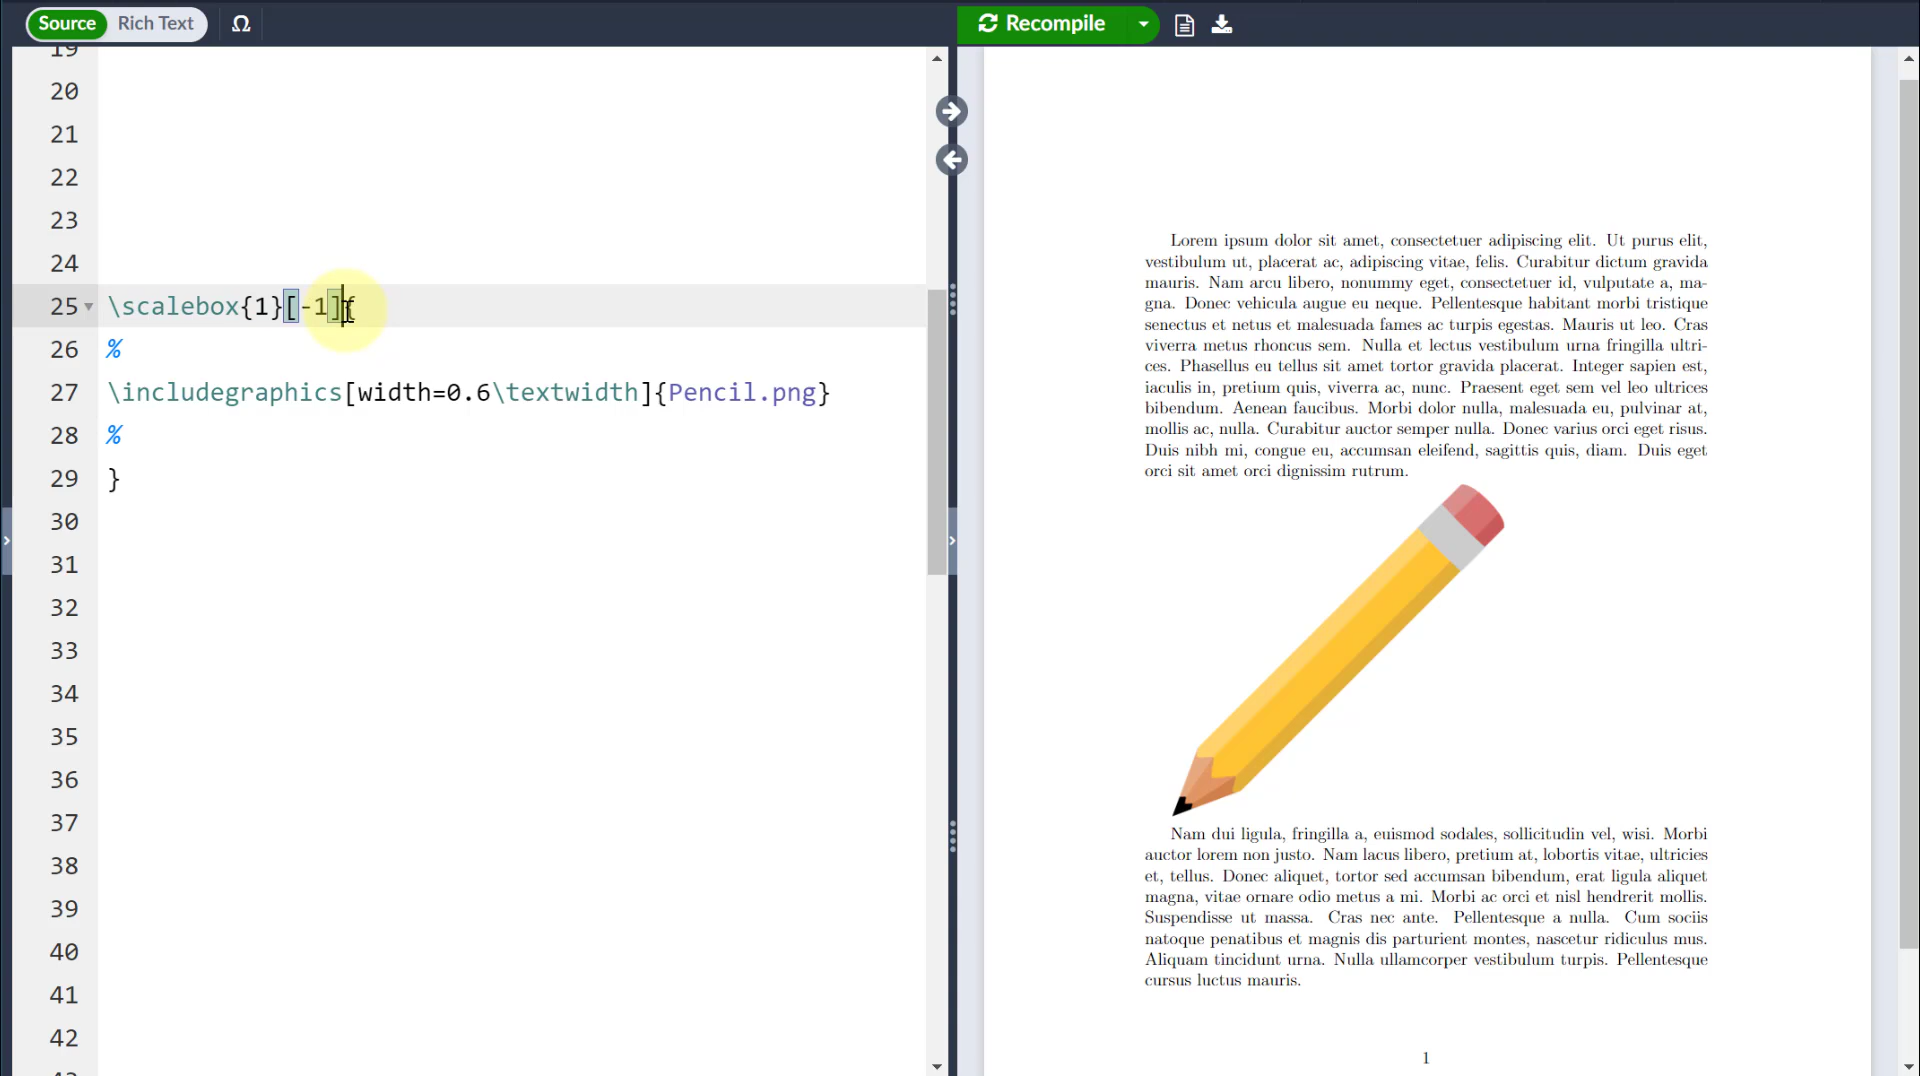 Source Rich Text Ω Recompile
19
20
21
22
23
24
25 \scalebox{1}[-1]{
26 %
27 \includegraphics[width=0.6\textwidth]{Pencil.png}
28 %
29 }
30
31
32
33
34
35
36
37
38
39
40
41
42
Lorem ipsum dolor sit amet, consectetuer adipiscing elit. Ut purus elit,
vestibulum ut, placerat ac, adipiscing vitae, felis. Curabitur dictum gravida
mauris. Nam arcu libero, nonummy eget, consectetuer id, vulputate a, ma-
gna. Donec vehicula augue eu neque. Pellentesque habitant morbi tristique
senectus et netus et malesuada fames ac turpis egestas. Mauris ut leo. Cras
viverra metus rhoncus sem. Nulla et lectus vestibulum urna fringilla ultri-
ces. Phasellus eu tellus sit amet tortor gravida placerat. Integer sapien est,
iaculis in, pretium quis, viverra ac, nunc. Praesent eget sem vel leo ultrices
bibendum. Aenean faucibus. Morbi dolor nulla, malesuada eu, pulvinar at,
mollis ac, nulla. Curabitur auctor semper nulla. Donec varius orci eget risus.
Duis nibh mi, congue eu, accumsan eleifend, sagittis quis, diam. Duis eget
orci sit amet orci dignissim rutrum.
Nam dui ligula, fringilla a, euismod sodales, sollicitudin vel, wisi. Morbi
auctor lorem non justo. Nam lacus libero, pretium at, lobortis vitae, ultricies
et, tellus. Donec aliquet, tortor sed accumsan bibendum, erat ligula aliquet
magna, vitae ornare odio metus a mi. Morbi ac orci et nisl hendrerit mollis.
Suspendisse ut massa. Cras nec ante. Pellentesque a nulla. Cum sociis
natoque penatibus et magnis dis parturient montes, nascetur ridiculus mus.
Aliquam tincidunt urna. Nulla ullamcorper vestibulum turpis. Pellentesque
cursus luctus mauris.
1